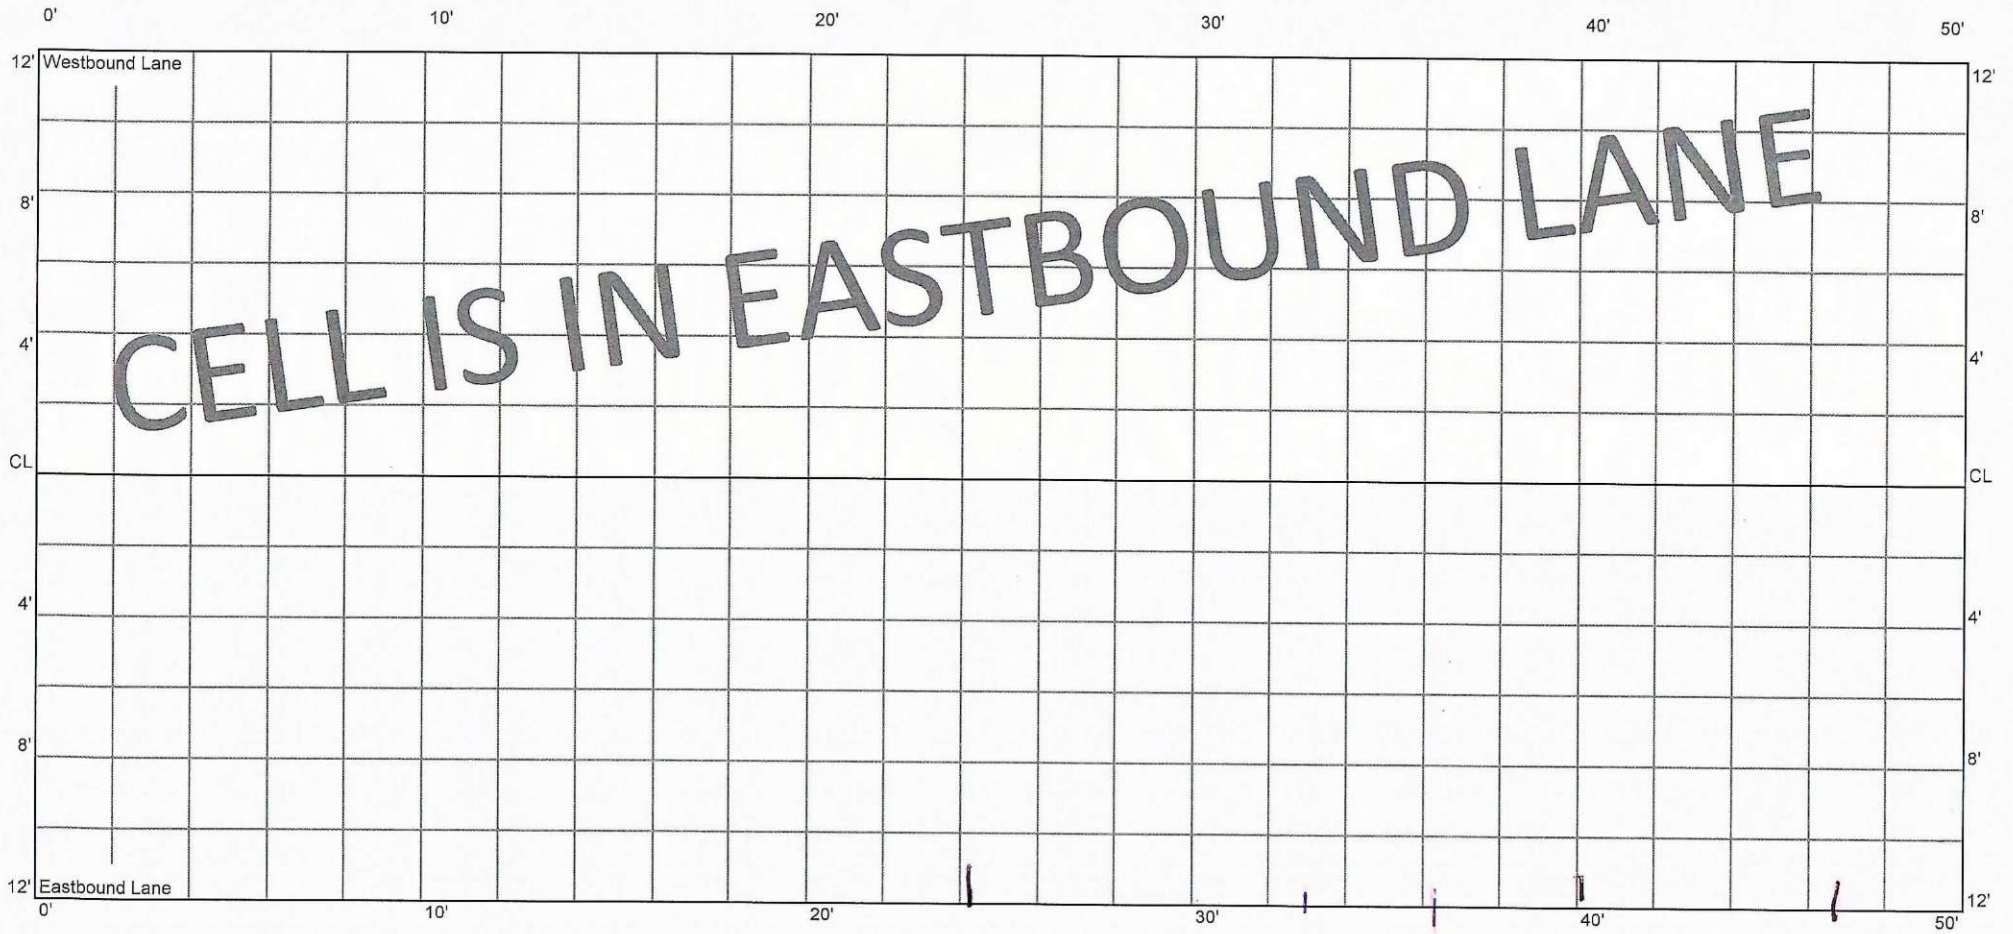 0' 10' 20' 30' 40' 50'
12' Westbound Lane 12'
8' 8'
4' 4'
CELL IS IN EASTBOUND LANE
CL CL
4' 4'
8' 8'
12' Eastbound Lane 12'
0' 10' 20' 30' 40' 50'